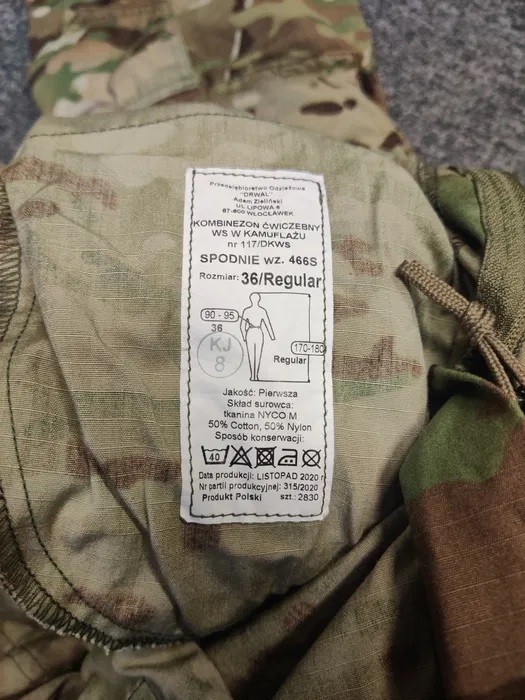 Przedsiębiorstwo Odzieżowe
"DRWAL"
Adam Zieliński
UL. LIPOWA 6
87-800 WŁOCŁAWEK
KOMBINEZON ĆWICZEBNY
WS W KAMUFLAŻU
nr 117/DKWS
SPODNIE wz. 466S
Rozmiar: 36/Regular
90 - 95
36
KJ
8
170-180
Regular
Jakość: Pierwsza
Skład surowca:
tkanina NYCO M
50% Cotton, 50% Nylon
Sposób konserwacji:
40
Data produkcji: LISTOPAD 2020 r
Nr partii produkcyjnej: 315/2020
Produkt Polski szt.: 2830